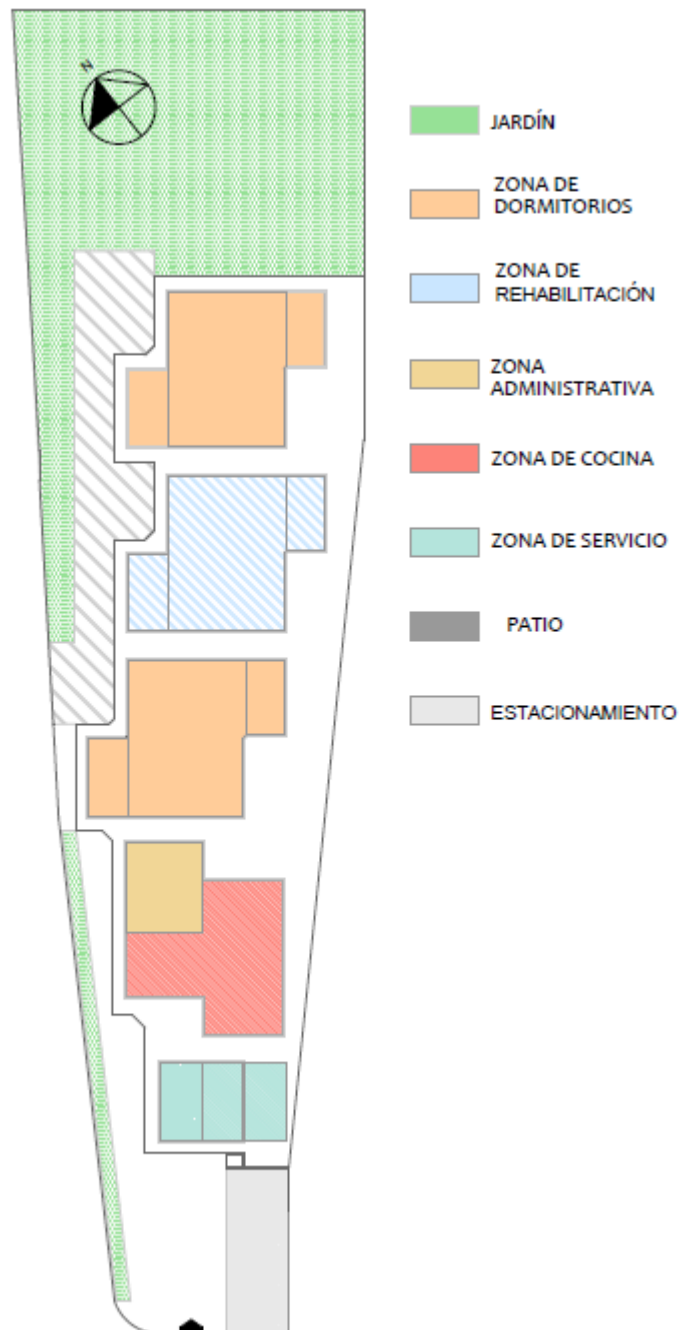 N
JARDÍN
ZONA DE
DORMITORIOS
ZONA DE
REHABILITACIÓN
ZONA
ADMINISTRATIVA
ZONA DE COCINA
ZONA DE SERVICIO
PATIO
ESTACIONAMIENTO